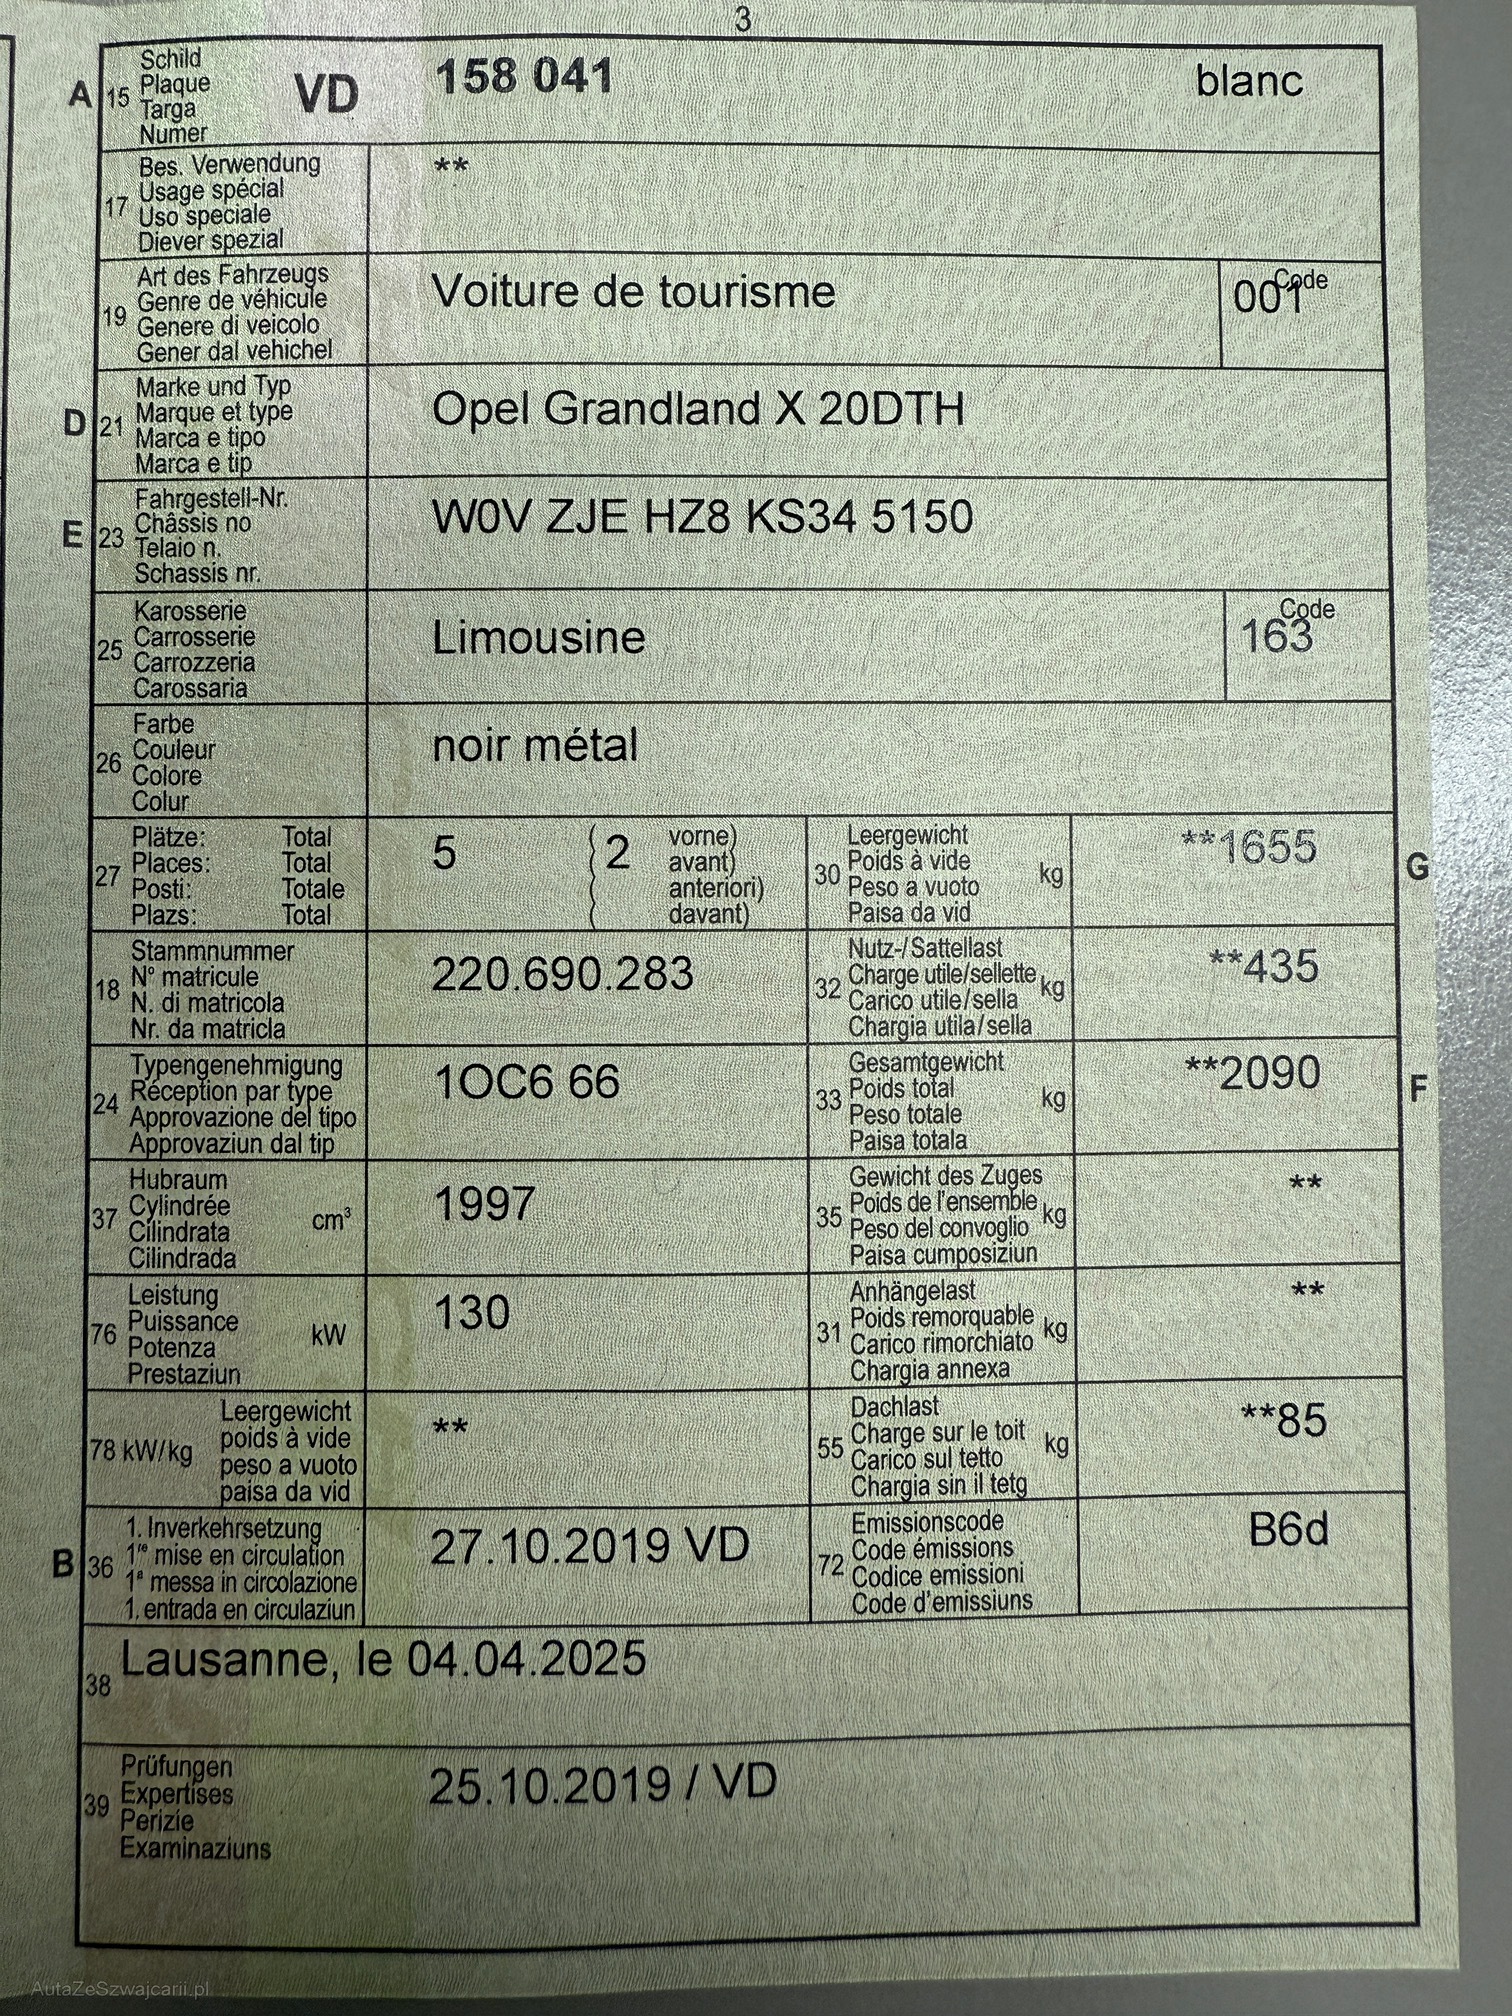 3
A 15 Schild
Plaque
Targa
Numer
VD 158 041 blanc
17 Bes. Verwendung
Usage spécial
Uso speciale
Diever spezial
**
19 Art des Fahrzeugs
Genre de véhicule
Genere di veicolo
Gener dal vehichel
Voiture de tourisme
Code
001
D 21 Marke und Typ
Marque et type
Marca e tipo
Marca e tip
Opel Grandland X 20DTH
E 23 Fahrgestell-Nr.
Châssis no
Telaio n.
Schassis nr.
W0V ZJE HZ8 KS34 5150
25 Karosserie
Carrosserie
Carrozzeria
Carossaria
Limousine
Code
163
26 Farbe
Couleur
Colore
Colur
noir métal
27 Plätze: Total
Places: Total
Posti: Totale
Plazs: Total
5 ( 2 vorne)
( avant)
( anteriori)
( davant)
30 Leergewicht
Poids à vide
Peso a vuoto
Paisa da vid
kg
**1655
G
18 Stammnummer
N° matricule
N. di matricola
Nr. da matricla
220.690.283
32 Nutz-/Sattellast
Charge utile/sellette
Carico utile/sella
Chargia utila/sella
kg
**435
24 Typengenehmigung
Réception par type
Approvazione del tipo
Approvaziun dal tip
1OC6 66
33 Gesamtgewicht
Poids total
Peso totale
Paisa totala
kg
**2090
F
37 Hubraum
Cylindrée
Cilindrata
Cilindrada
cm³
1997
35 Gewicht des Zuges
Poids de l'ensemble
Peso del convoglio
Paisa cumposiziun
kg
**
76 Leistung
Puissance
Potenza
Prestaziun
kW
130
31 Anhängelast
Poids remorquable
Carico rimorchiato
Chargia annexa
kg
**
78 kW/kg Leergewicht
poids à vide
peso a vuoto
paisa da vid
**
55 Dachlast
Charge sur le toit
Carico sul tetto
Chargia sin il tetg
kg
**85
B 36 1. Inverkehrsetzung
1re mise en circulation
1a messa in circolazione
1. entrada en circulaziun
27.10.2019 VD
72 Emissionscode
Code émissions
Codice emissioni
Code d'emissiuns
B6d
38 Lausanne, le 04.04.2025
39 Prüfungen
Expertises
Perizie
Examinaziuns
25.10.2019 / VD
AutaZeSzwajcarii.pl